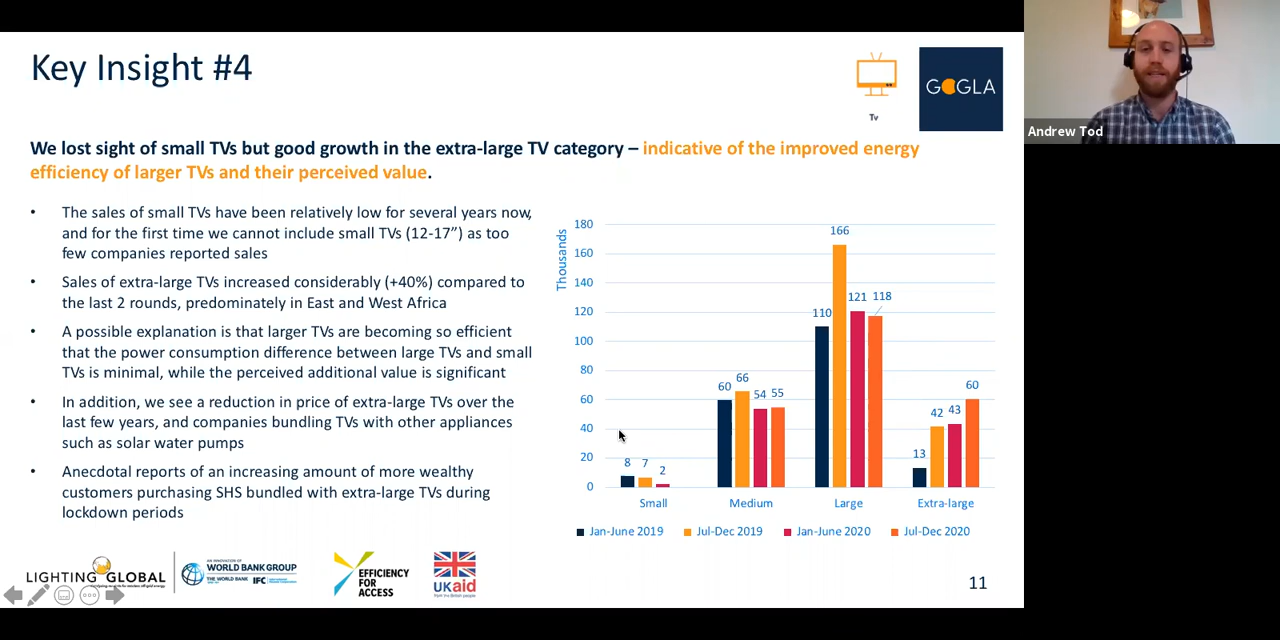 Key Insight #4
Tv
GOGLA
Andrew Tod
We lost sight of small TVs but good growth in the extra-large TV category – indicative of the improved energy
efficiency of larger TVs and their perceived value.
• The sales of small TVs have been relatively low for several years now,
and for the first time we cannot include small TVs (12-17”) as too
few companies reported sales
• Sales of extra-large TVs increased considerably (+40%) compared to
the last 2 rounds, predominately in East and West Africa
• A possible explanation is that larger TVs are becoming so efficient
that the power consumption difference between large TVs and small
TVs is minimal, while the perceived additional value is significant
• In addition, we see a reduction in price of extra-large TVs over the
last few years, and companies bundling TVs with other appliances
such as solar water pumps
• Anecdotal reports of an increasing amount of more wealthy
customers purchasing SHS bundled with extra-large TVs during
lockdown periods
Thousands
180
160
140
120
100
80
60
40
20
0
8 7 2
60 66 54 55
110 166 121 118
13 42 43 60
Small Medium Large Extra-large
Jan-June 2019 Jul-Dec 2019 Jan-June 2020 Jul-Dec 2020
LIGHTING GLOBAL
AN INNOVATION OF
WORLD BANK GROUP
THE WORLD BANK IFC
EFFICIENCY
FOR
ACCESS
UKaid
from the British people
11